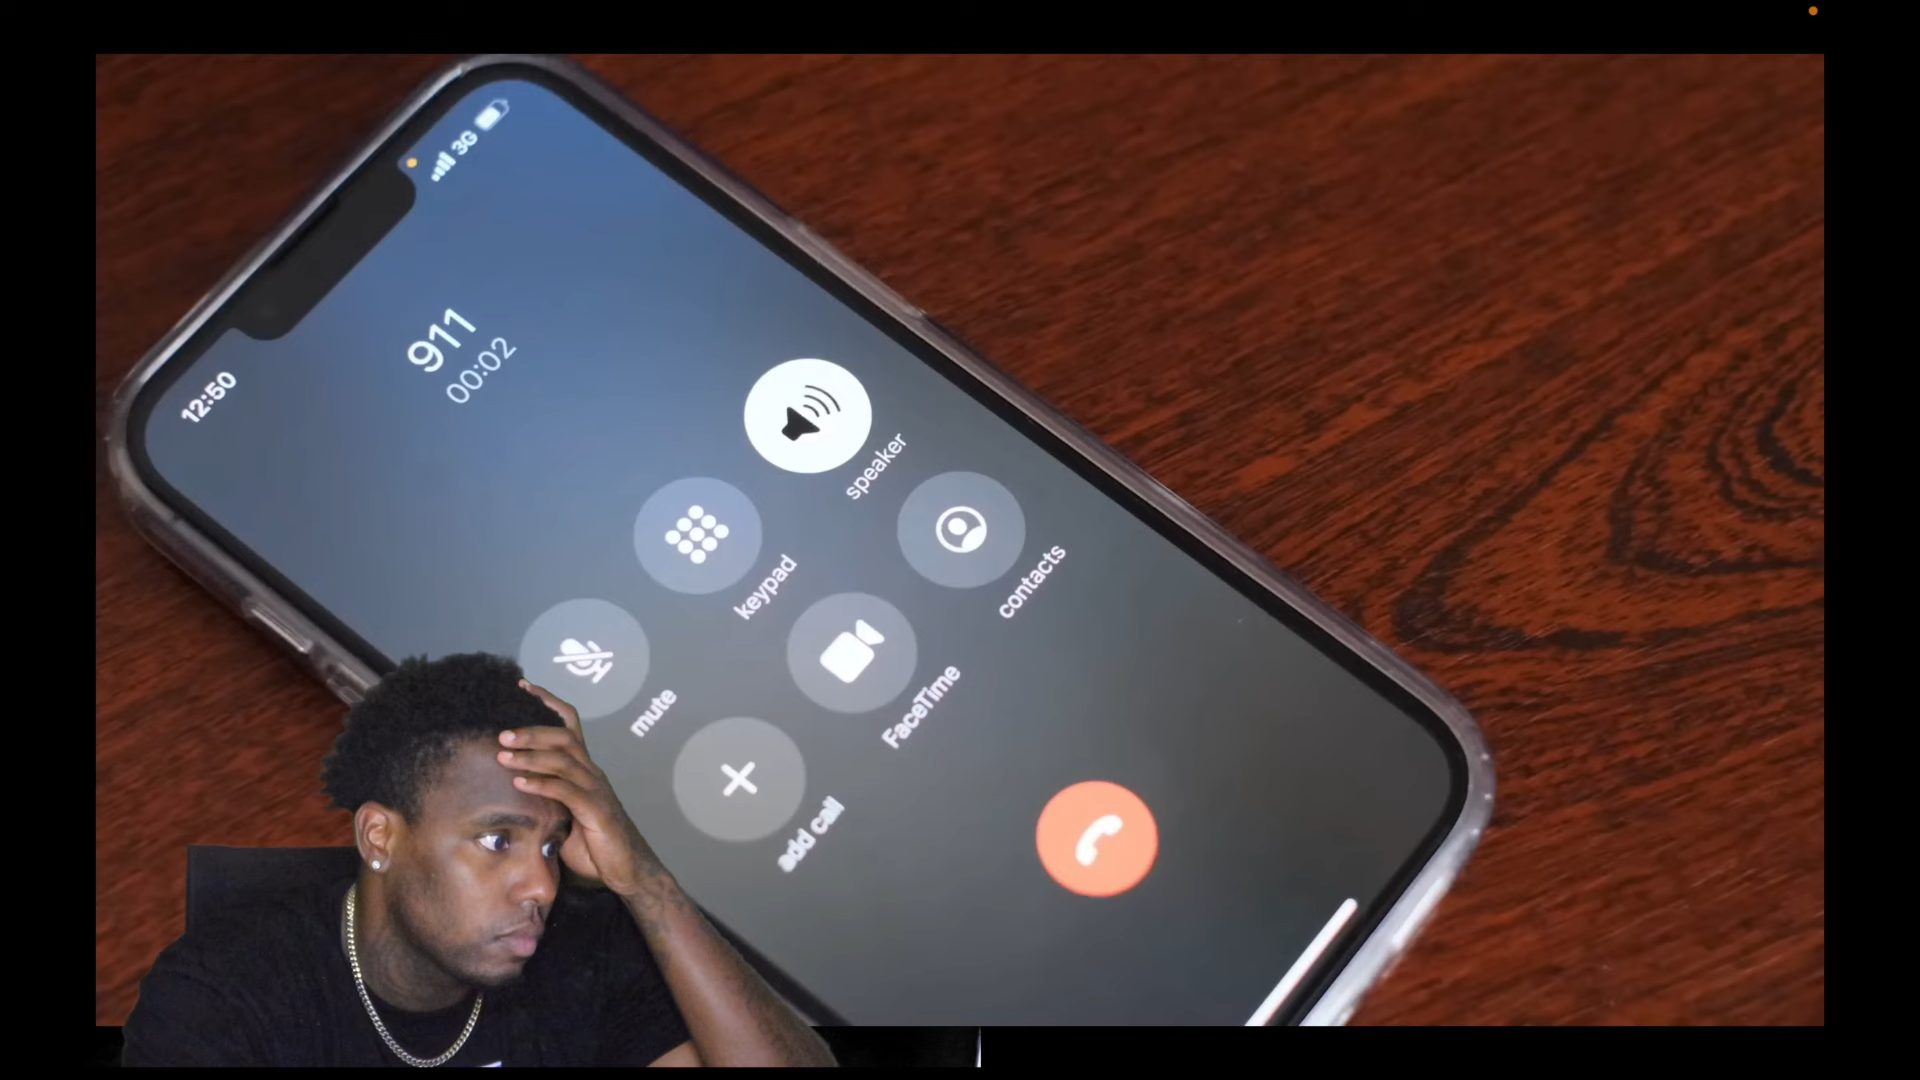 3G
12:50
911
00:02
speaker
keypad
contacts
mute
FaceTime
add call